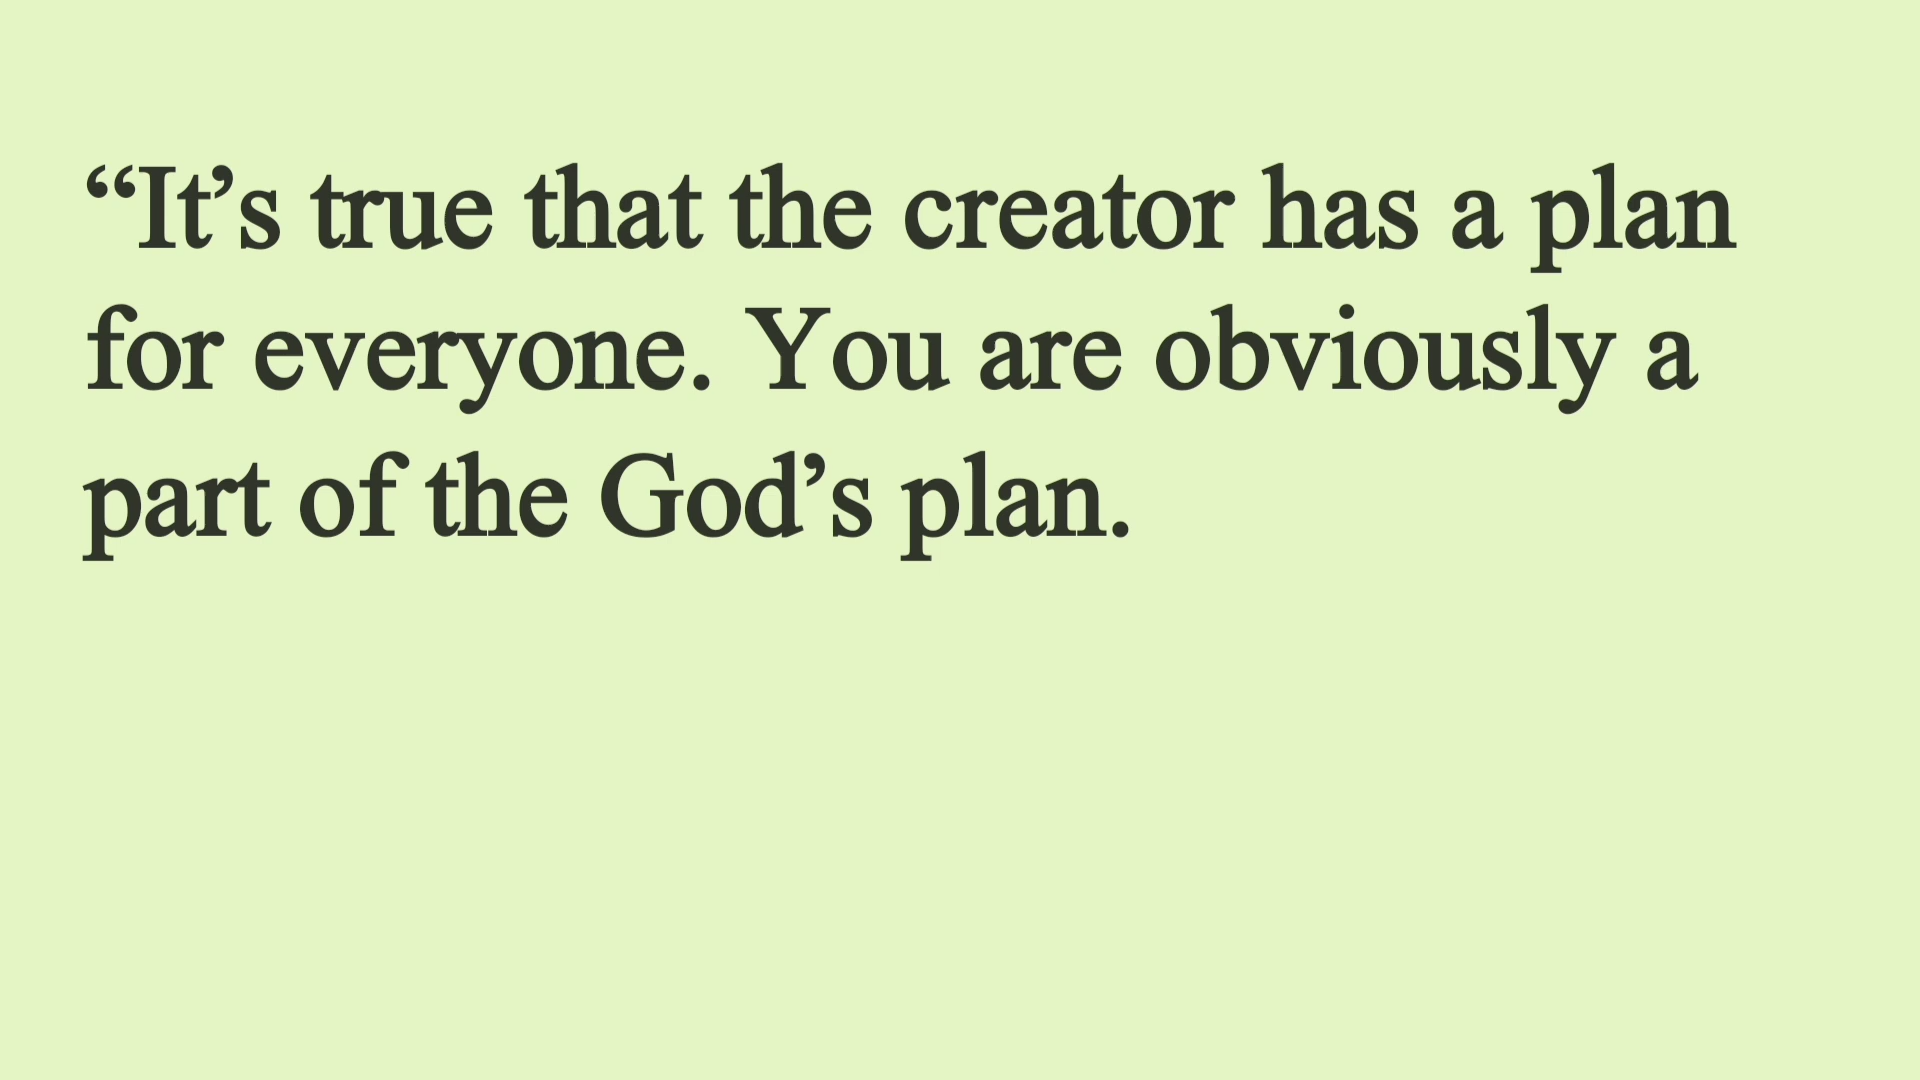 “It’s true that the creator has a plan
for everyone. You are obviously a
part of the God’s plan.